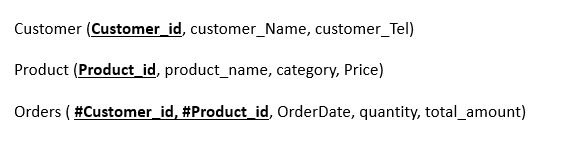 Customer (Customer_id, customer_Name, customer_Tel)
Product (Product_id, product_name, category, Price)
Orders ( #Customer_id, #Product_id, OrderDate, quantity, total_amount)